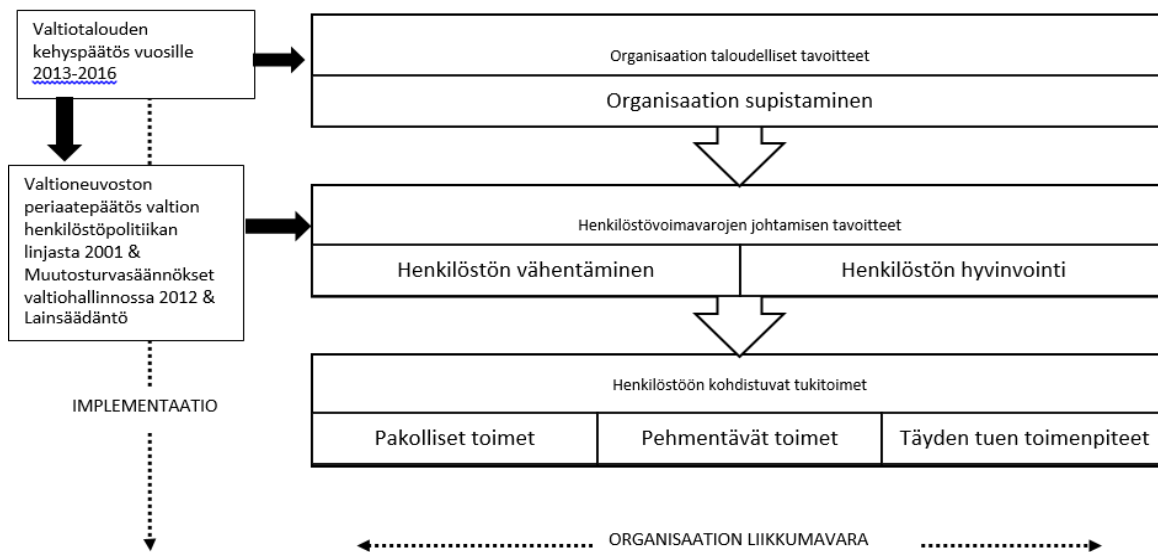 Valtiotalouden
kehyspäätös vuosille
2013-2016
Organisaation taloudelliset tavoitteet
Organisaation supistaminen
Valtioneuvoston
periaatepäätös valtion
henkilöstöpolitiikan
linjasta 2001 &
Muutosturvasäännökset
valtiohallinnossa 2012 &
Lainsäädäntö
Henkilöstövoimavarojen johtamisen tavoitteet
Henkilöstön vähentäminen
Henkilöstön hyvinvointi
Henkilöstöön kohdistuvat tukitoimet
Pakolliset toimet
Pehmentävät toimet
Täyden tuen toimenpiteet
IMPLEMENTAATIO
ORGANISAATION LIIKKUMAVARA